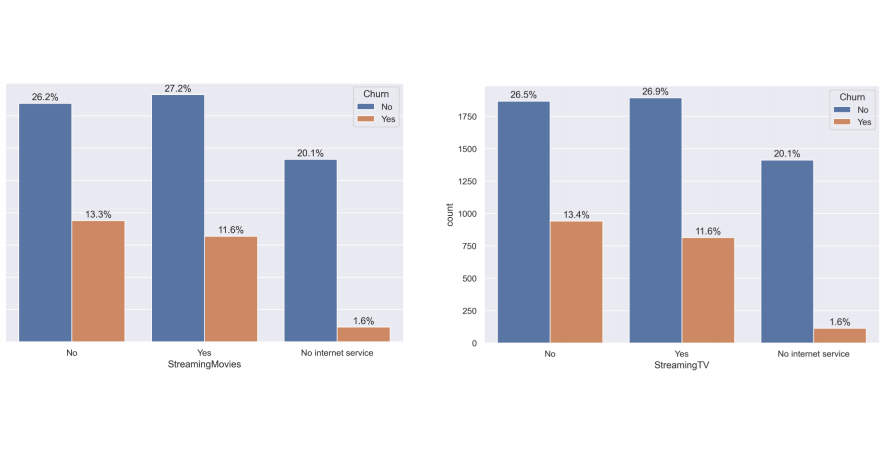 26.2%
27.2%
20.1%
13.3%
11.6%
1.6%
Churn
No
Yes
No
Yes
No internet service
StreamingMovies
26.5%
26.9%
20.1%
13.4%
11.6%
1.6%
Churn
No
Yes
1750
1500
1250
1000
750
500
250
0
count
No
Yes
No internet service
StreamingTV